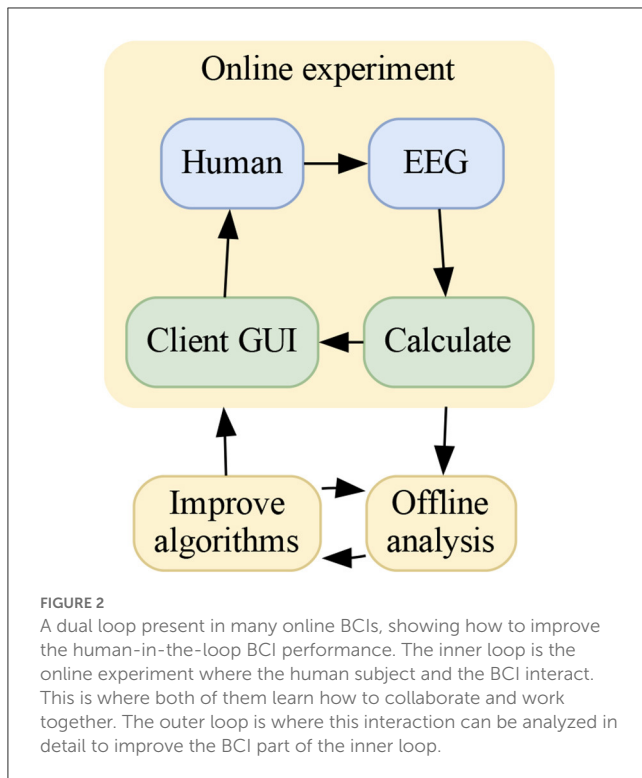 Online experiment
Human
EEG
Client GUI
Calculate
Improve
algorithms
Offline
analysis
FIGURE 2
A dual loop present in many online BCIs, showing how to improve
the human-in-the-loop BCI performance. The inner loop is the
online experiment where the human subject and the BCI interact.
This is where both of them learn how to collaborate and work
together. The outer loop is where this interaction can be analyzed in
detail to improve the BCI part of the inner loop.